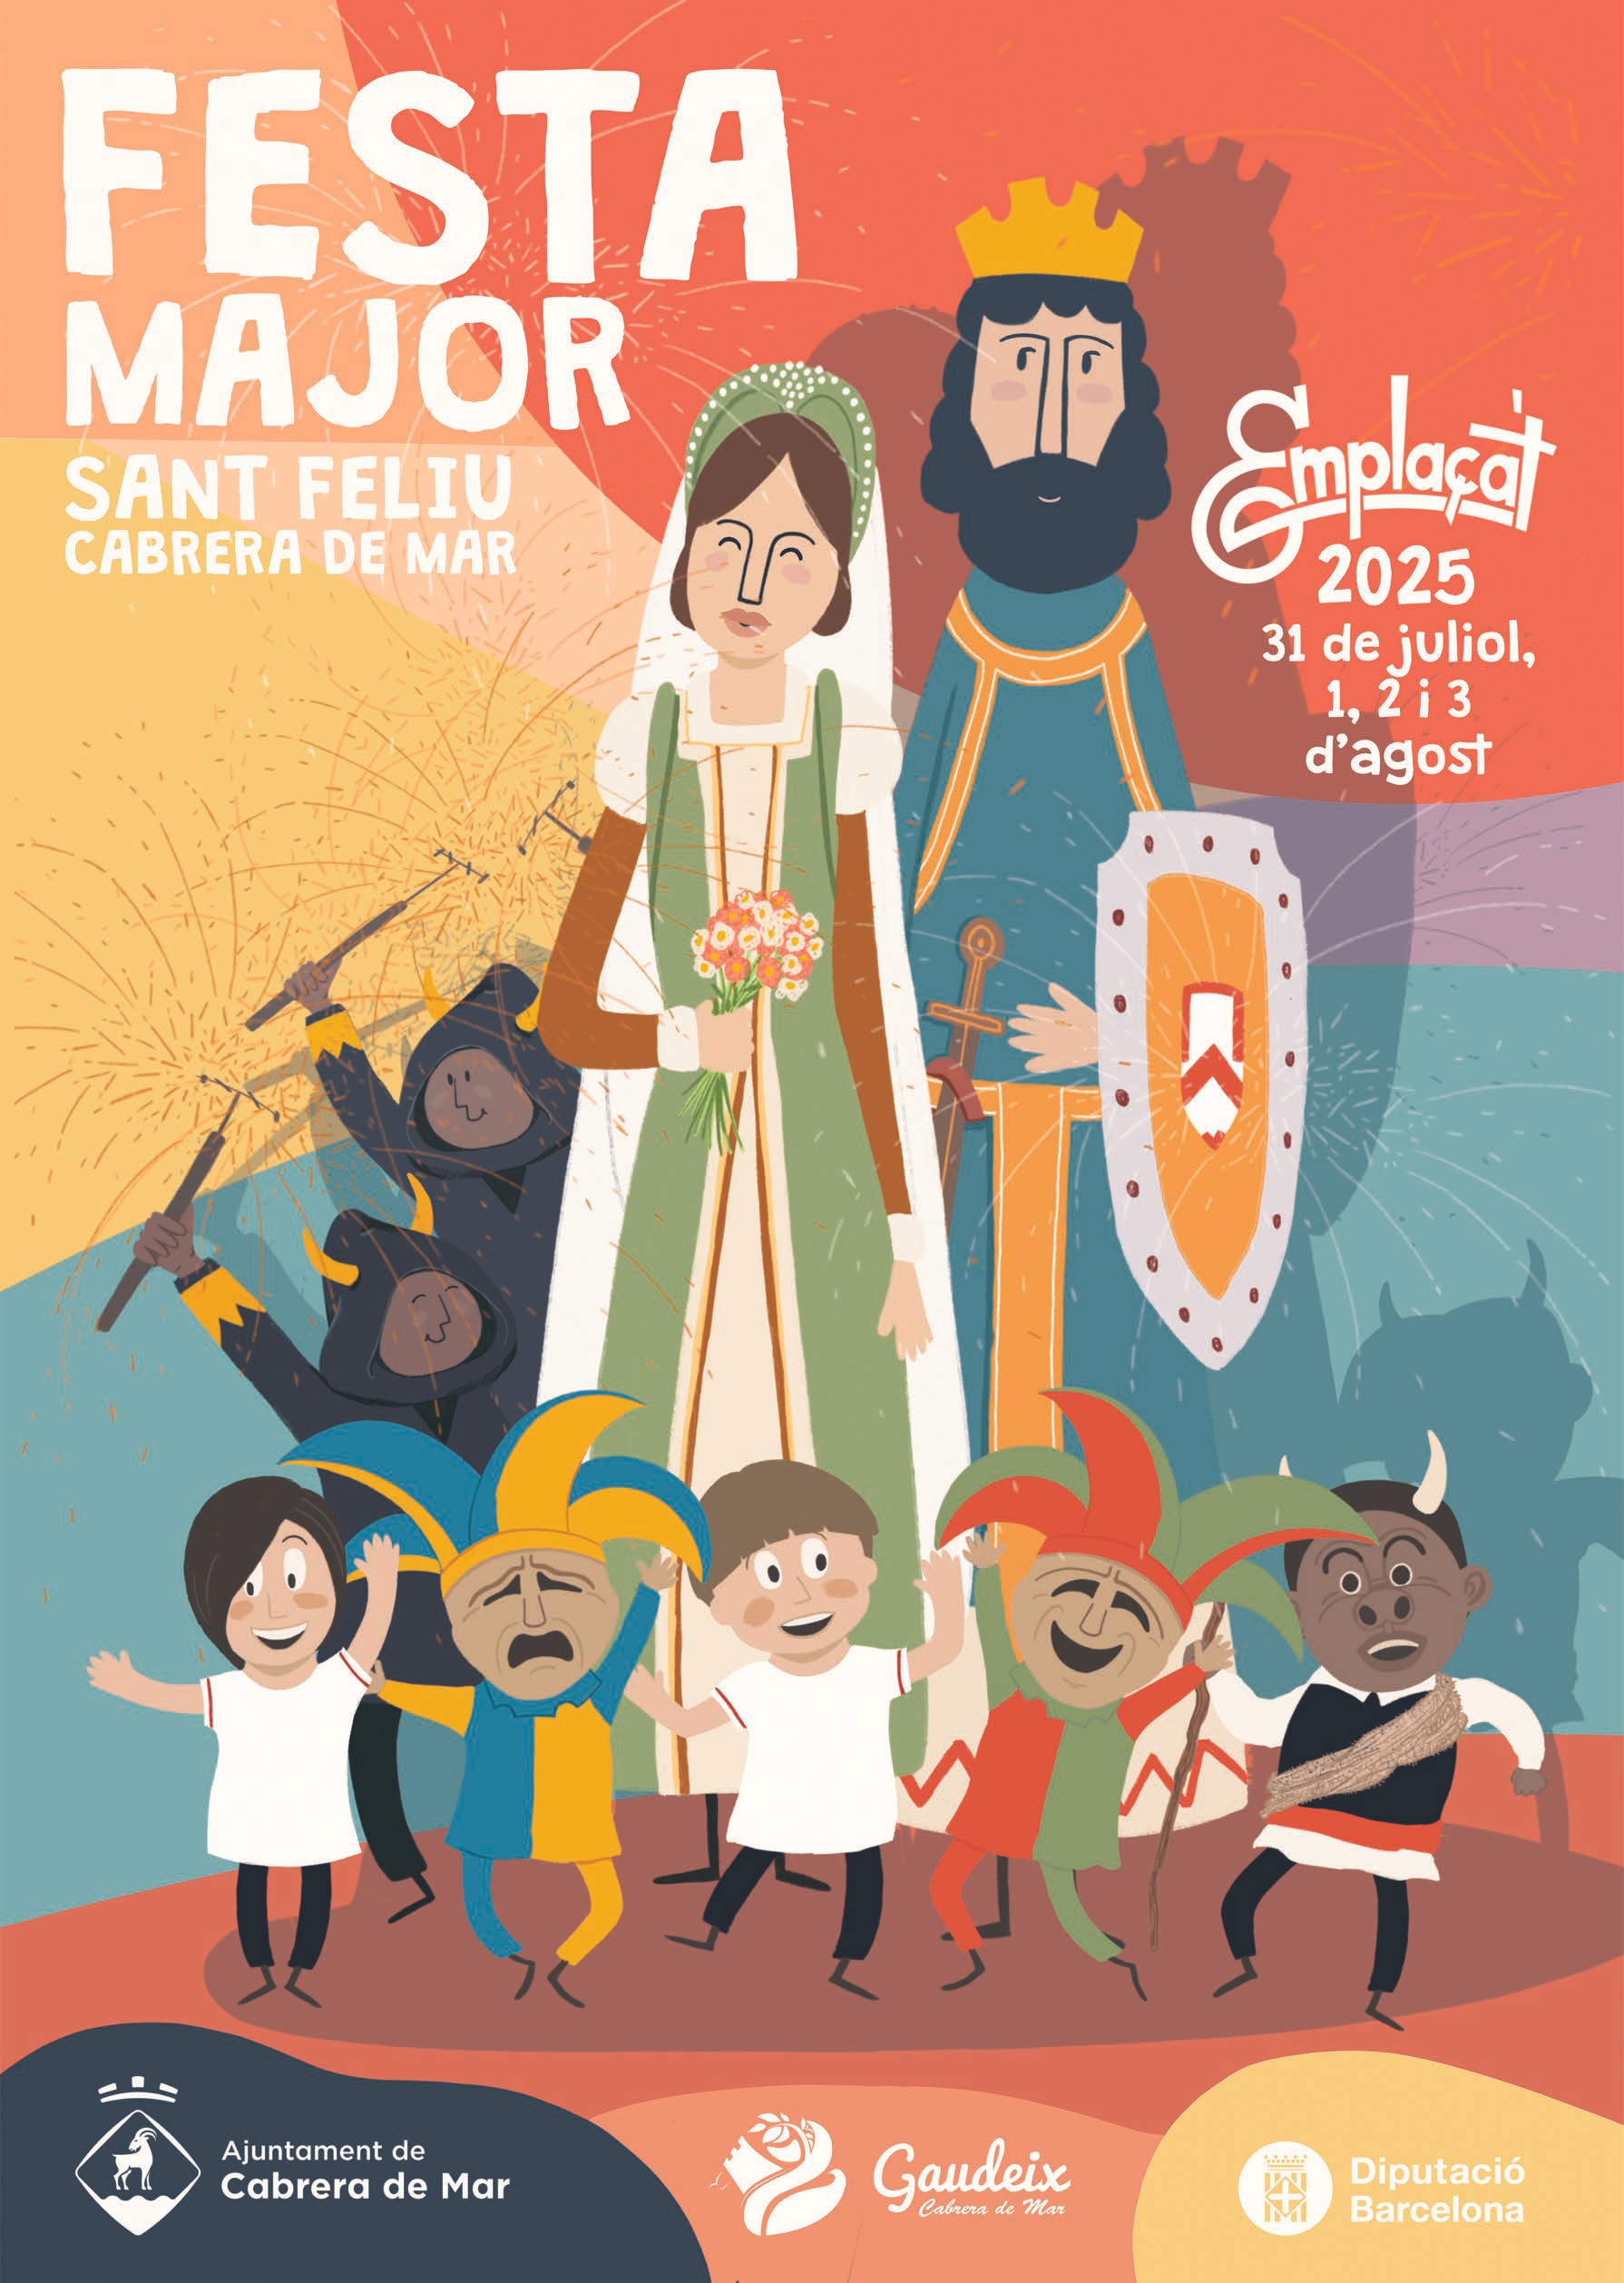 FESTA
MAJOR
SANT FELIU
CABRERA DE MAR
Emplaça't
2025
31 de juliol,
1, 2 i 3
d'agost
Ajuntament de
Cabrera de Mar
Gaudeix
Cabrera de Mar
Diputació
Barcelona